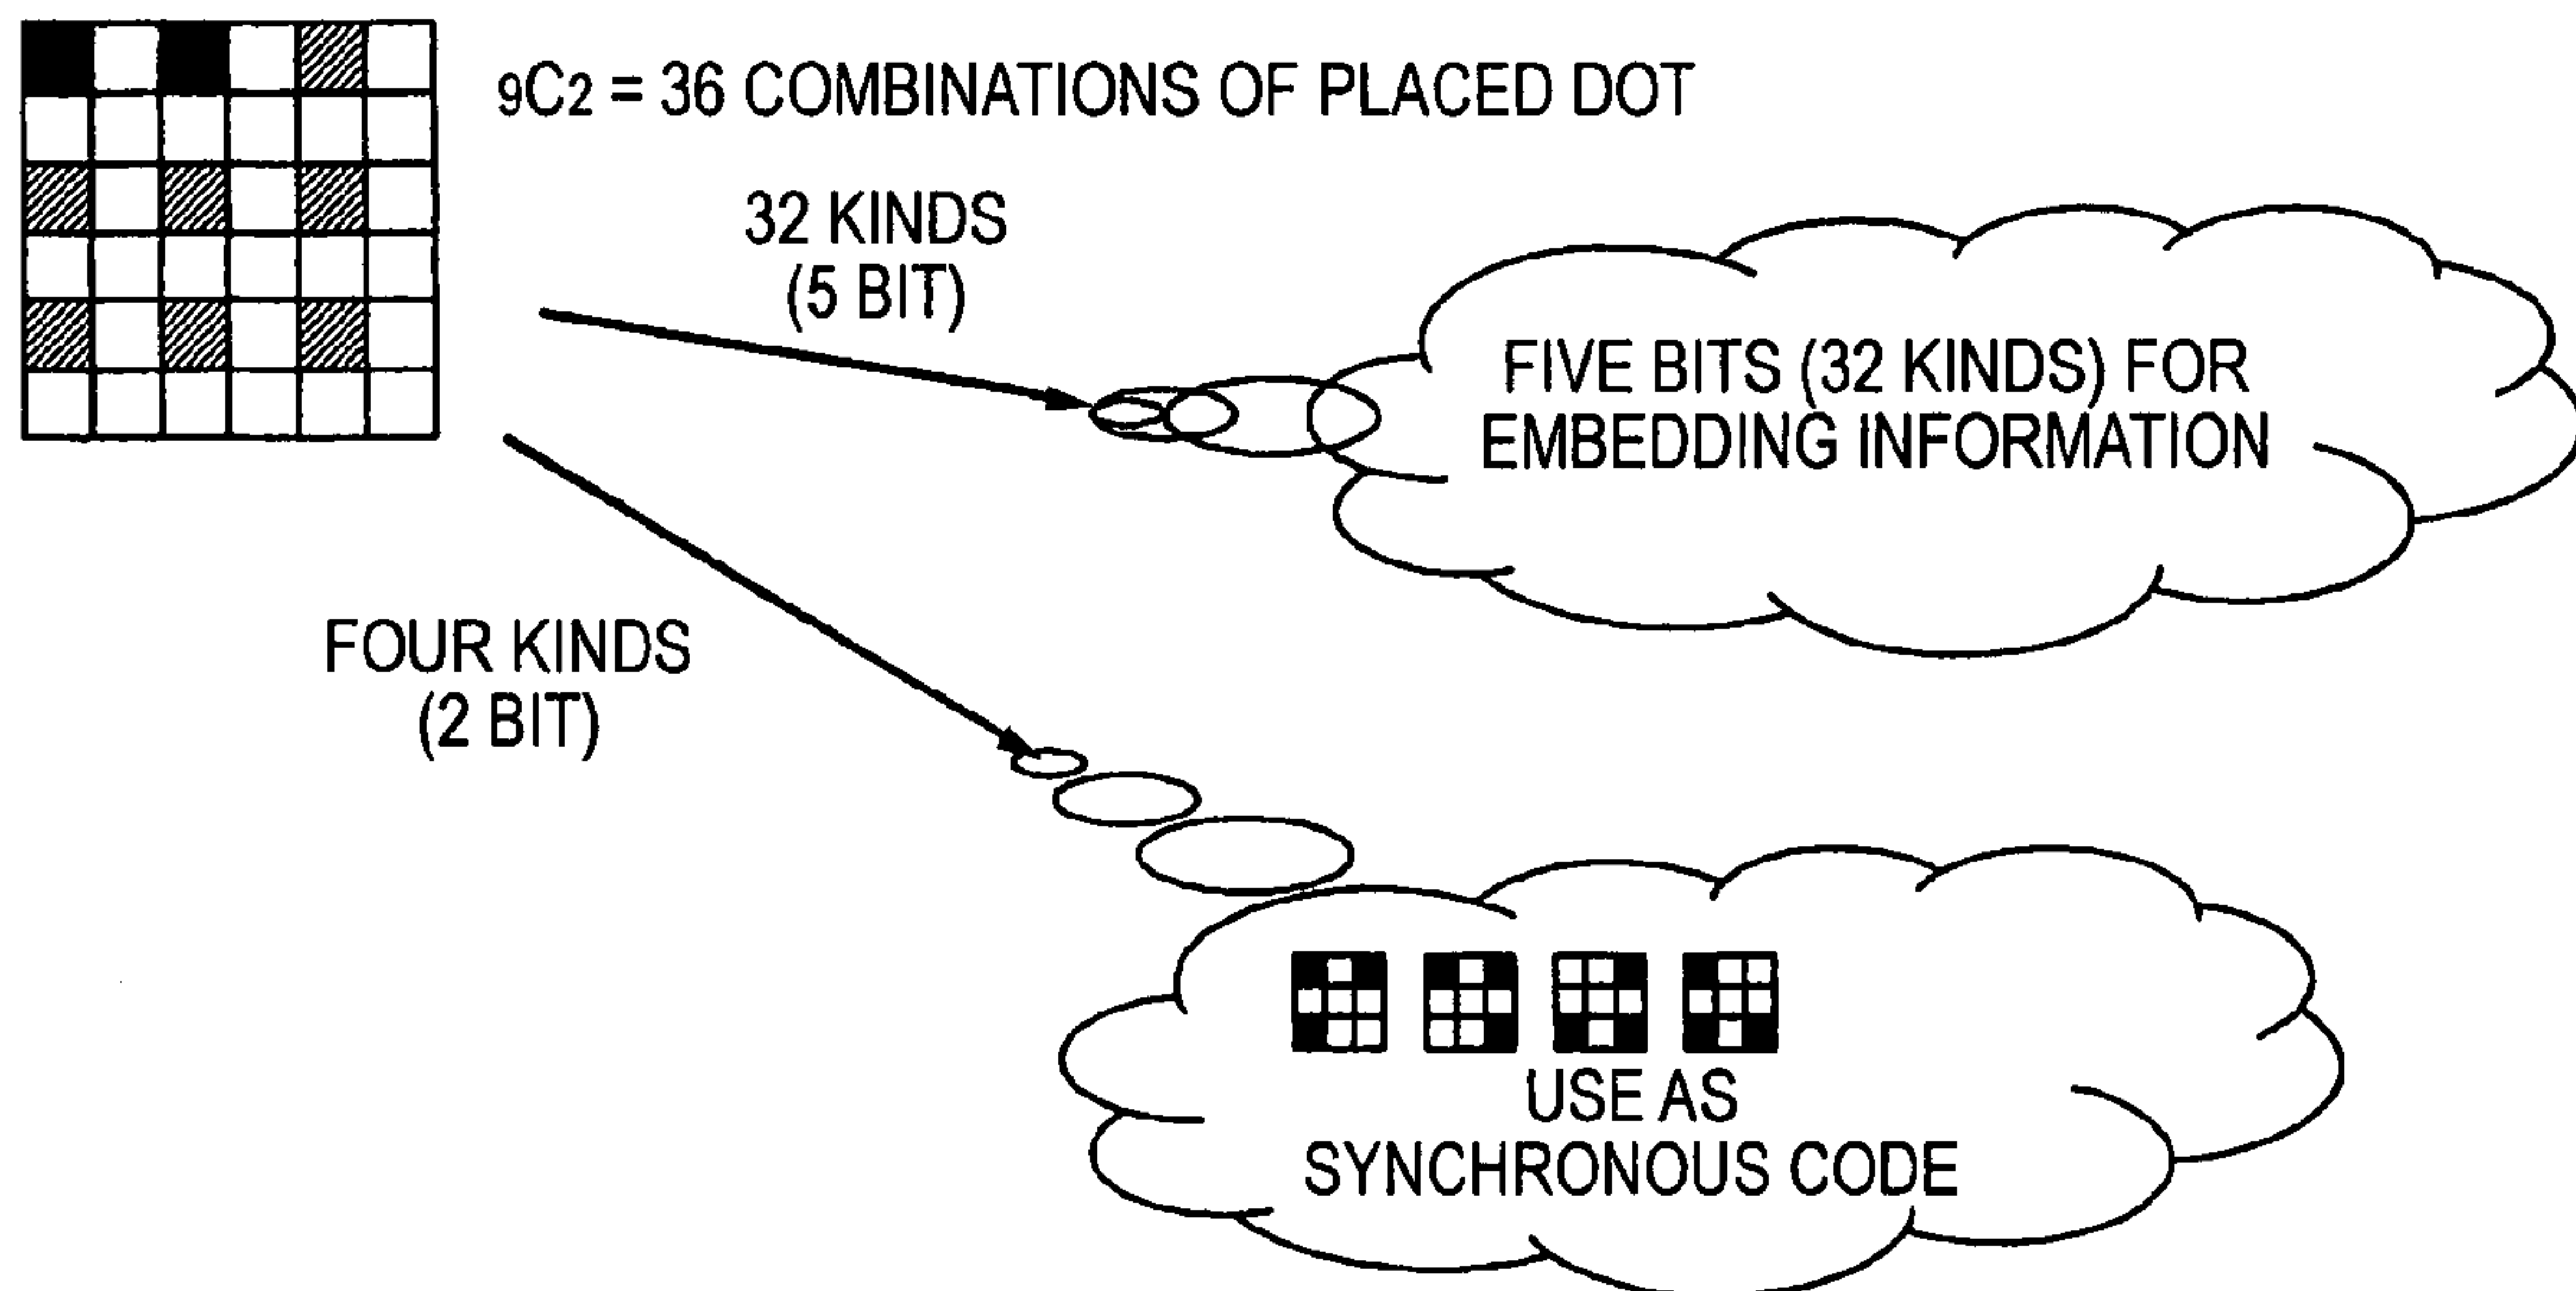 9C2 = 36 COMBINATIONS OF PLACED DOT
32 KINDS
(5 BIT)
FIVE BITS (32 KINDS) FOR
EMBEDDING INFORMATION
FOUR KINDS
(2 BIT)
USE AS
SYNCHRONOUS CODE